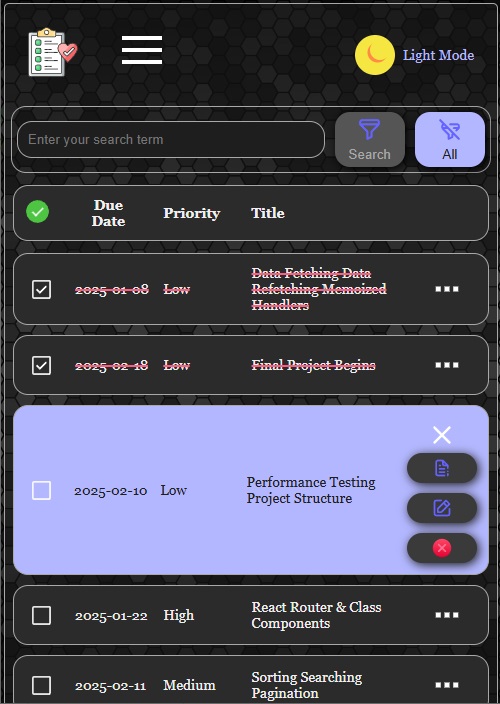 Light Mode
Enter your search term
Search
All
Due
Date
Priority
Title
2025-01-08
Low
Data Fetching Data
Refetching Memoized
Handlers
2025-02-18
Low
Final Project Begins
2025-02-10
Low
Performance Testing
Project Structure
2025-01-22
High
React Router & Class
Components
2025-02-11
Medium
Sorting Searching
Pagination